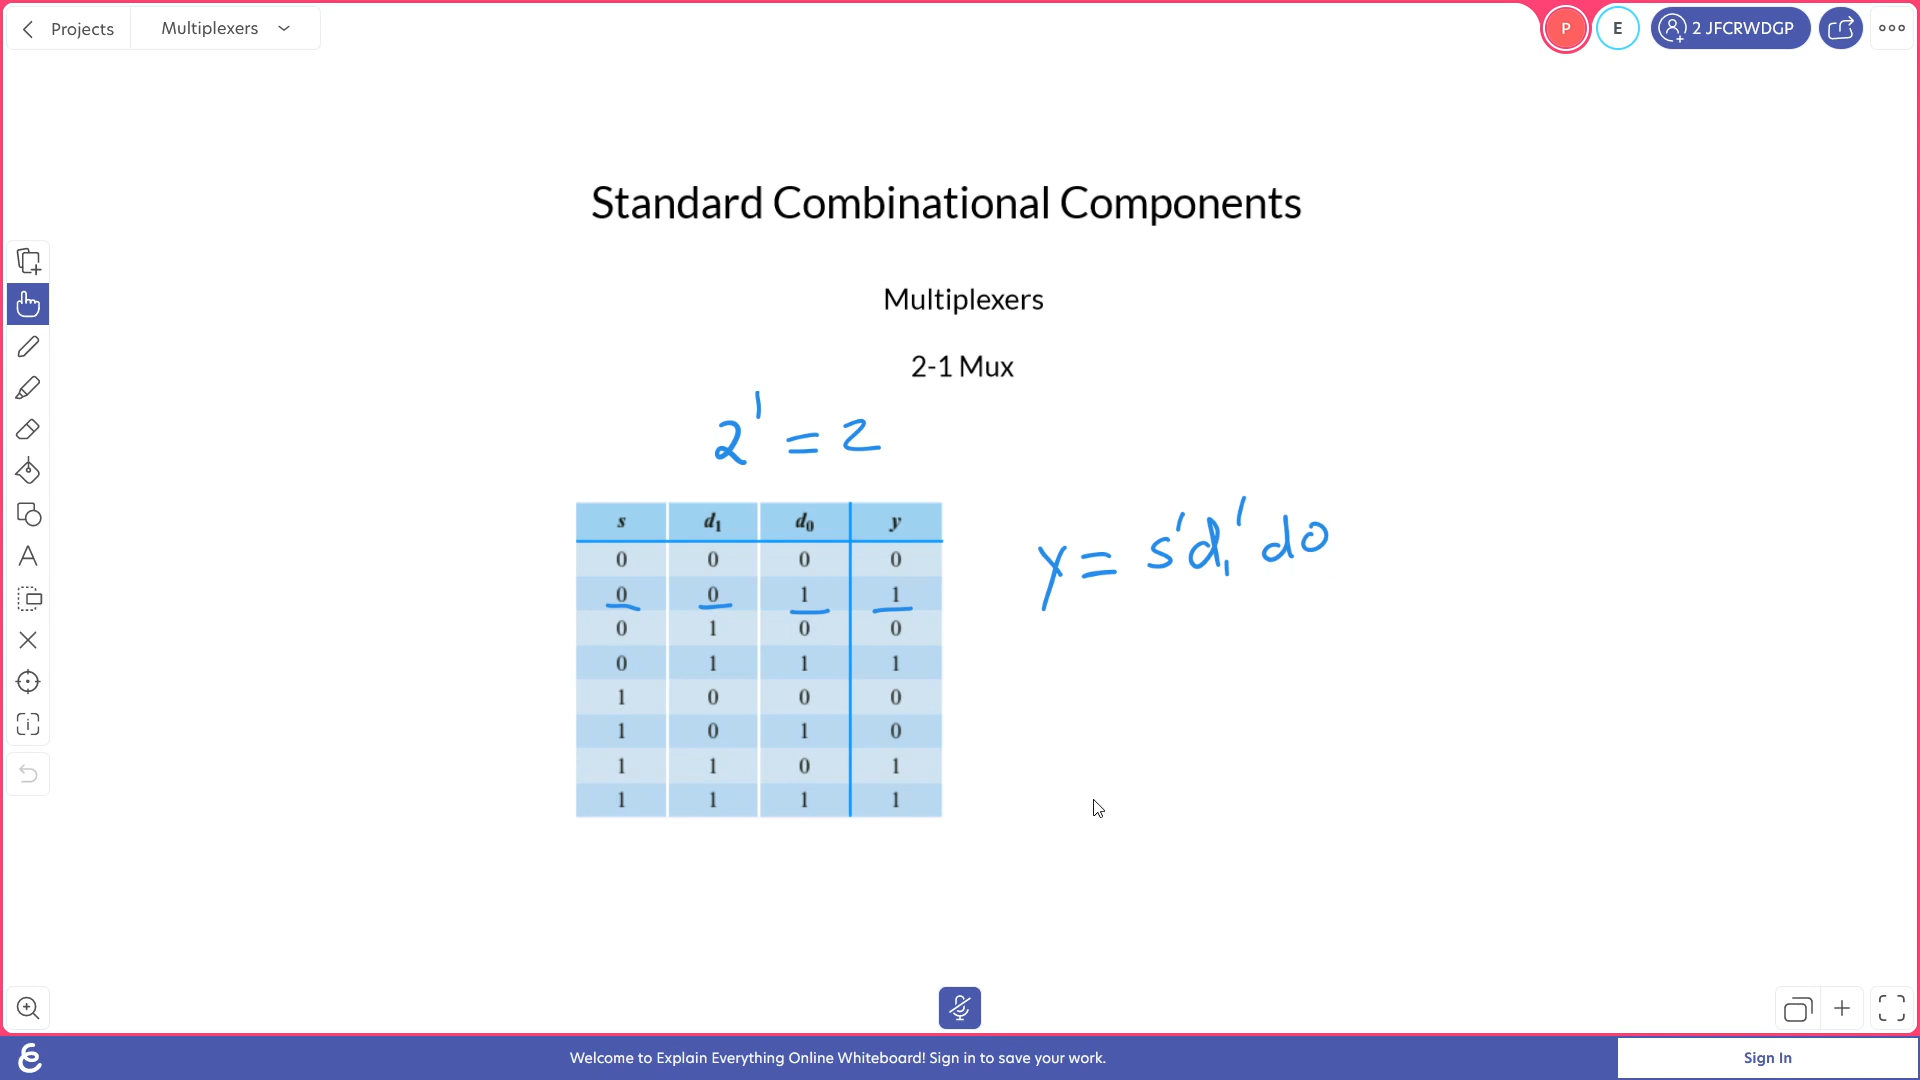 Projects
Multiplexers
P
E
2 JFCRWDGP
Standard Combinational Components
Multiplexers
2-1 Mux
2' = 2
s d₁ d₀ y
0 0 0 0
0 0 1 1
0 1 0 0
0 1 1 1
1 0 0 0
1 0 1 0
1 1 0 1
1 1 1 1
y = s'd₁'d0
Welcome to Explain Everything Online Whiteboard! Sign in to save your work.
Sign In